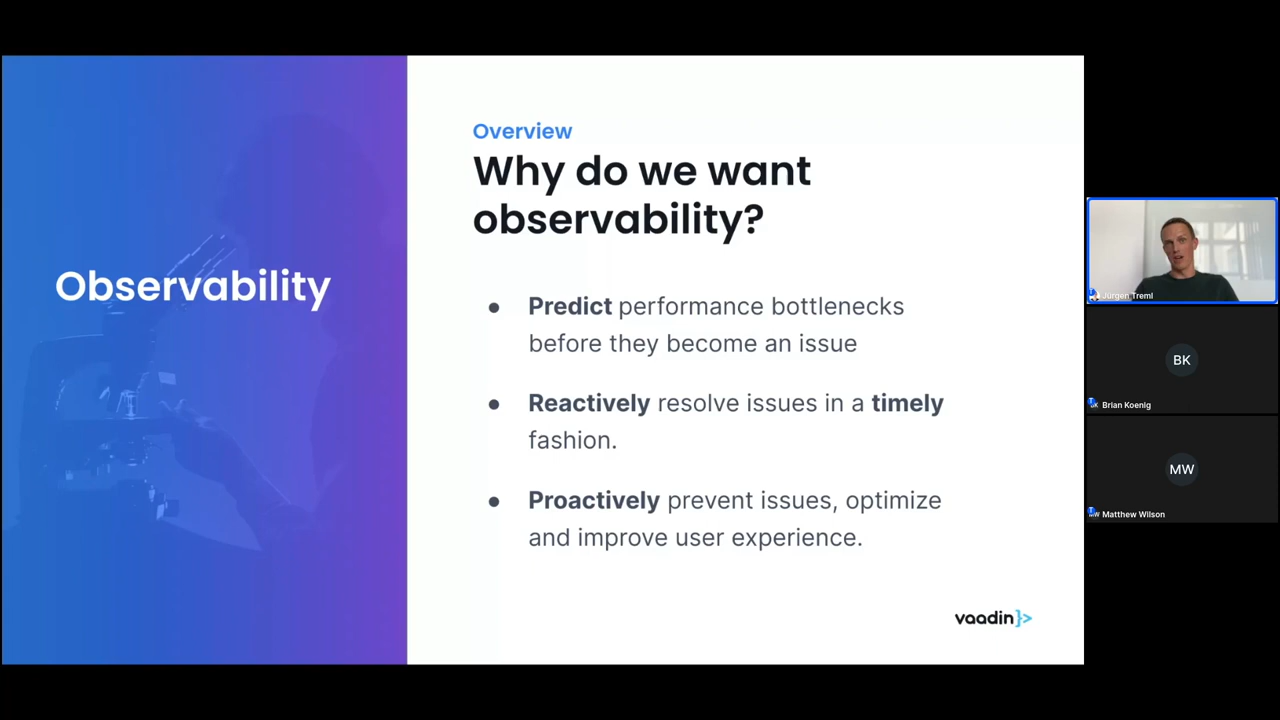 Observability
Overview
Why do we want
observability?
● Predict performance bottlenecks
before they become an issue
● Reactively resolve issues in a timely
fashion.
● Proactively prevent issues, optimize
and improve user experience.
vaadin}>
Jürgen Treml
BK
Brian Koenig
MW
Matthew Wilson